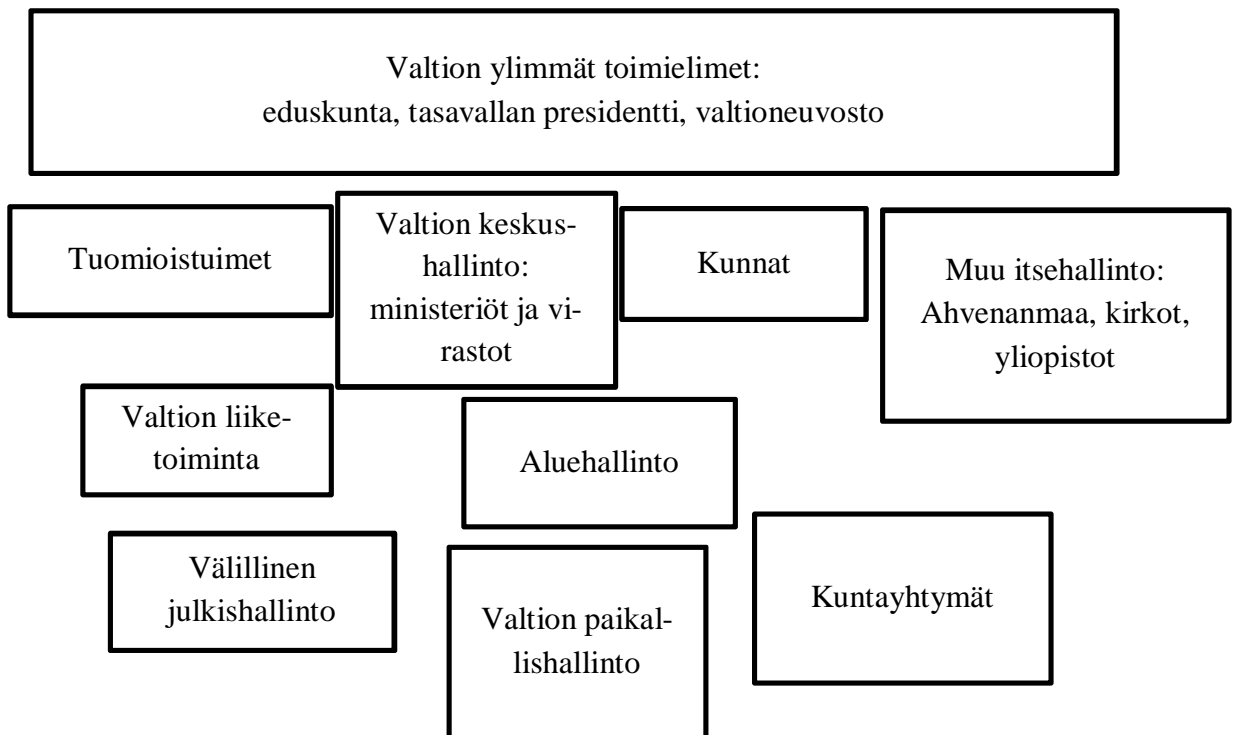 Valtion ylimmät toimielimet:
eduskunta, tasavallan presidentti, valtioneuvosto
Tuomioistuimet
Valtion keskus-
hallinto:
ministeriöt ja vi-
rastot
Kunnat
Muu itsehallinto:
Ahvenanmaa, kirkot,
yliopistot
Valtion liike-
toiminta
Aluehallinto
Välillinen
julkishallinto
Valtion paikal-
lishallinto
Kuntayhtymät